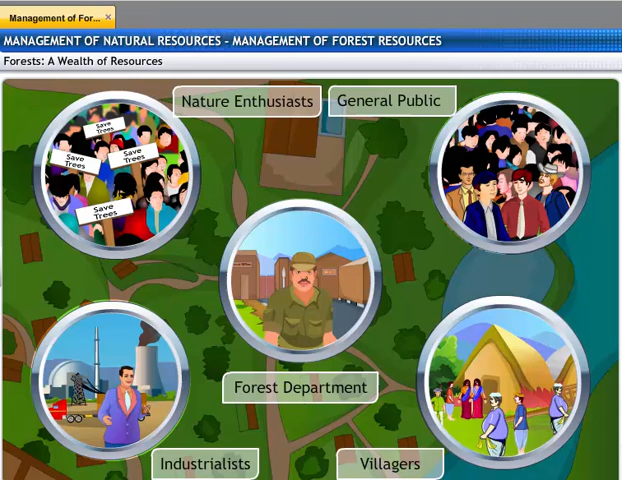 Management of For...
MANAGEMENT OF NATURAL RESOURCES - MANAGEMENT OF FOREST RESOURCES
Forests: A Wealth of Resources
Nature Enthusiasts
General Public
Save
Trees
Save
Trees
Save
Trees
Save
Trees
Forest Department
Industrialists
Villagers